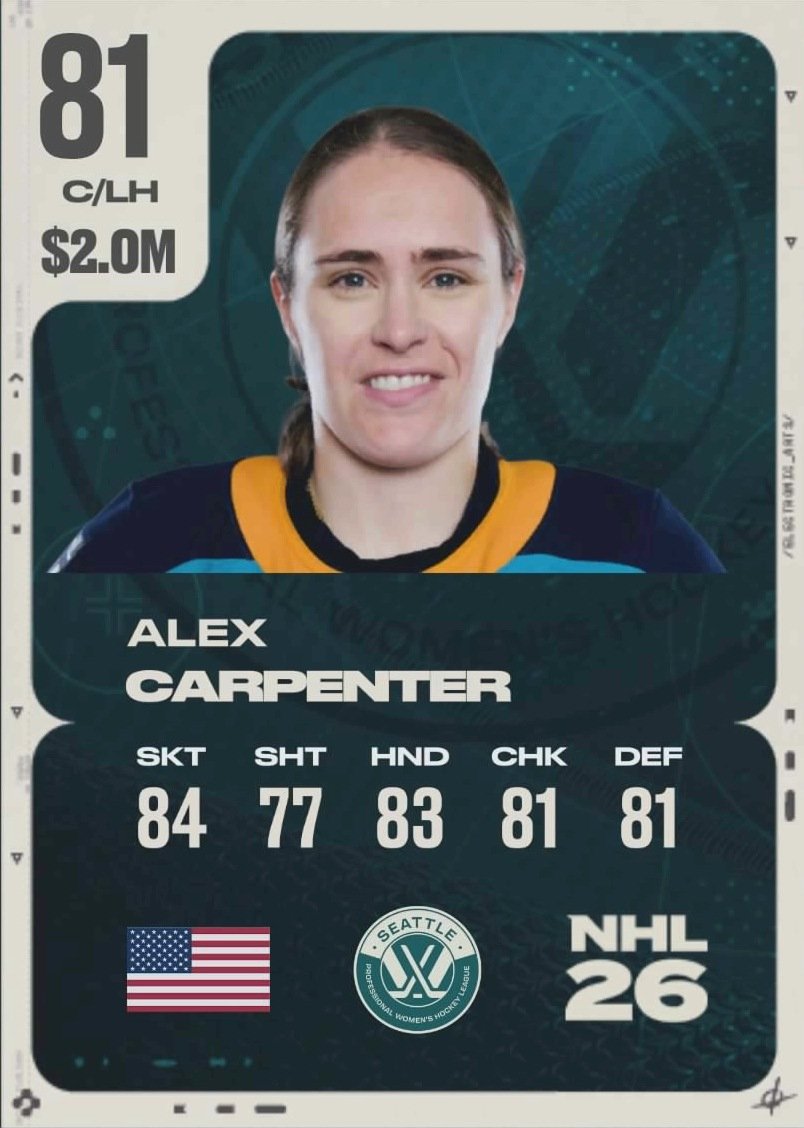 81
C/LH
$2.0M
ALEX
CARPENTER
SKT SHT HND CHK DEF
84 77 83 81 81
SEATTLE
PROFESSIONAL WOMEN'S HOCKEY LEAGUE
NHL
26